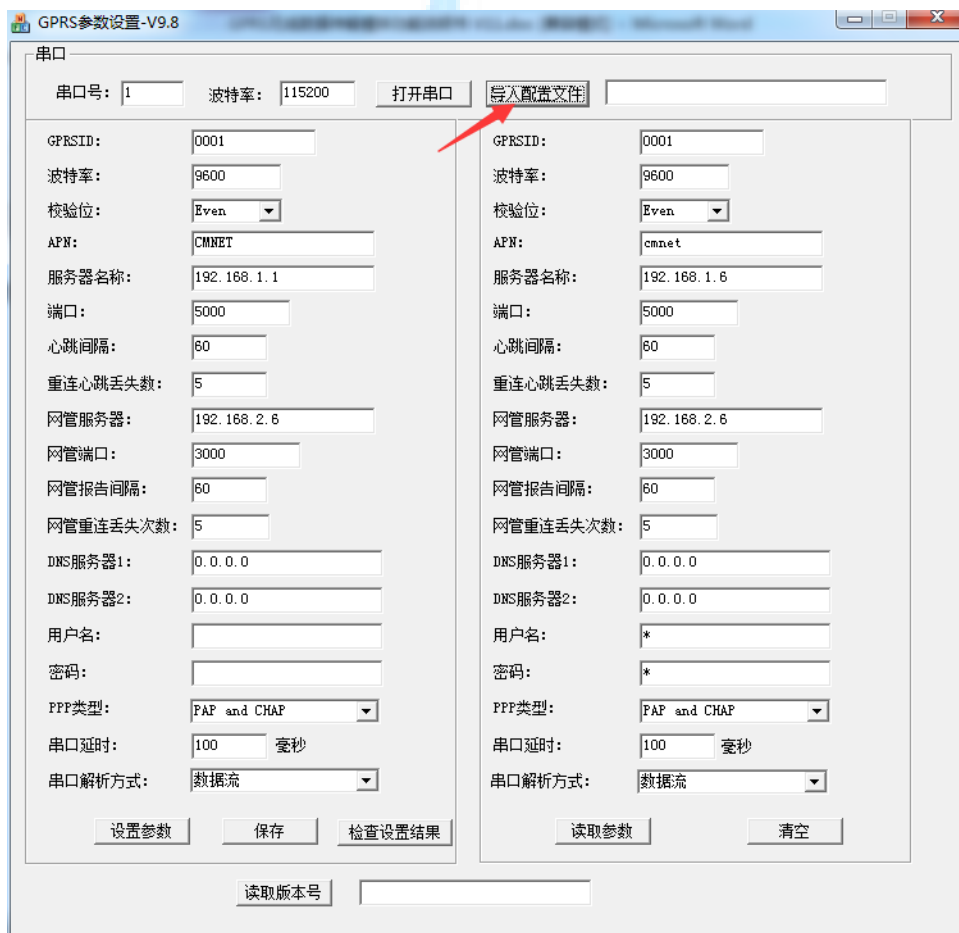 GPRS参数设置-V9.8
串口
串口号: 1 波特率: 115200 打开串口 导入配置文件
GPRSID: 0001
波特率: 9600
校验位: Even
APN: CMNET
服务器名称: 192.168.1.1
端口: 5000
心跳间隔: 60
重连心跳丢失数: 5
网管服务器: 192.168.2.6
网管端口: 3000
网管报告间隔: 60
网管重连丢失次数: 5
DNS服务器1: 0.0.0.0
DNS服务器2: 0.0.0.0
用户名:
密码:
PPP类型: PAP and CHAP
串口延时: 100 毫秒
串口解析方式: 数据流
设置参数 保存 检查设置结果
GPRSID: 0001
波特率: 9600
校验位: Even
APN: cmnet
服务器名称: 192.168.1.6
端口: 5000
心跳间隔: 60
重连心跳丢失数: 5
网管服务器: 192.168.2.6
网管端口: 3000
网管报告间隔: 60
网管重连丢失次数: 5
DNS服务器1: 0.0.0.0
DNS服务器2: 0.0.0.0
用户名: *
密码: *
PPP类型: PAP and CHAP
串口延时: 100 毫秒
串口解析方式: 数据流
读取参数 清空
读取版本号